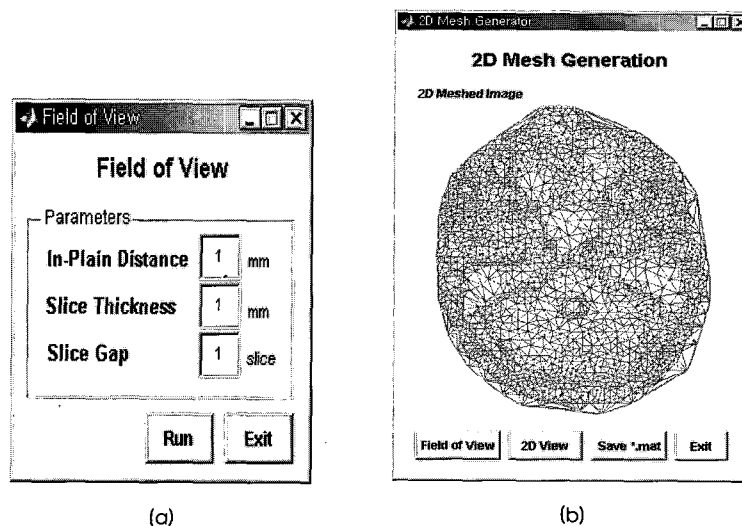 Field of View
Field of View
Parameters
In-Plain Distance 1 mm
Slice Thickness 1 mm
Slice Gap 1 slice
Run Exit
(a)
2D Mesh Generator
2D Mesh Generation
2D Meshed Image
Field of View 2D View Save *.mat Exit
(b)